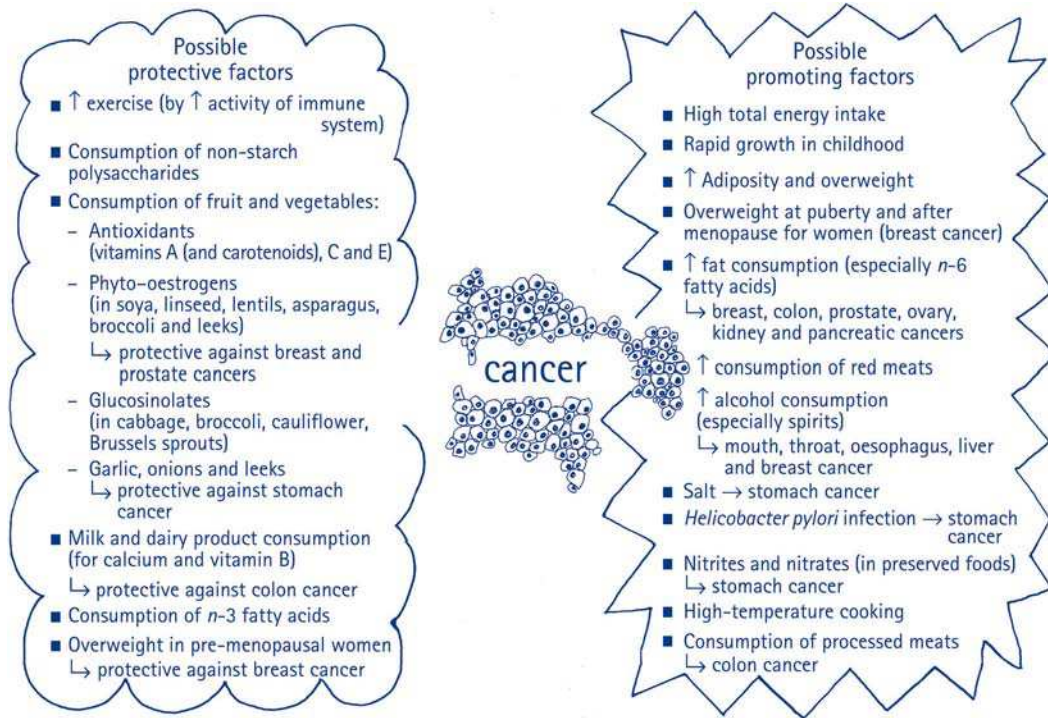 Possible
protective factors
■ ↑ exercise (by ↑ activity of immune
system)
■ Consumption of non-starch
polysaccharides
■ Consumption of fruit and vegetables:
– Antioxidants
(vitamins A (and carotenoids), C and E)
– Phyto-oestrogens
(in soya, linseed, lentils, asparagus,
broccoli and leeks)
↳ protective against breast and
prostate cancers
– Glucosinolates
(in cabbage, broccoli, cauliflower,
Brussels sprouts)
– Garlic, onions and leeks
↳ protective against stomach
cancer
■ Milk and dairy product consumption
(for calcium and vitamin B)
↳ protective against colon cancer
■ Consumption of n-3 fatty acids
■ Overweight in pre-menopausal women
↳ protective against breast cancer
cancer
Possible
promoting factors
■ High total energy intake
■ Rapid growth in childhood
■ ↑ Adiposity and overweight
■ Overweight at puberty and after
menopause for women (breast cancer)
■ ↑ fat consumption (especially n-6
fatty acids)
↳ breast, colon, prostate, ovary,
kidney and pancreatic cancers
↑ consumption of red meats
↑ alcohol consumption
(especially spirits)
↳ mouth, throat, oesophagus, liver
and breast cancer
■ Salt → stomach cancer
■ Helicobacter pylori infection → stomach
cancer
■ Nitrites and nitrates (in preserved foods)
↳ stomach cancer
■ High-temperature cooking
■ Consumption of processed meats
↳ colon cancer